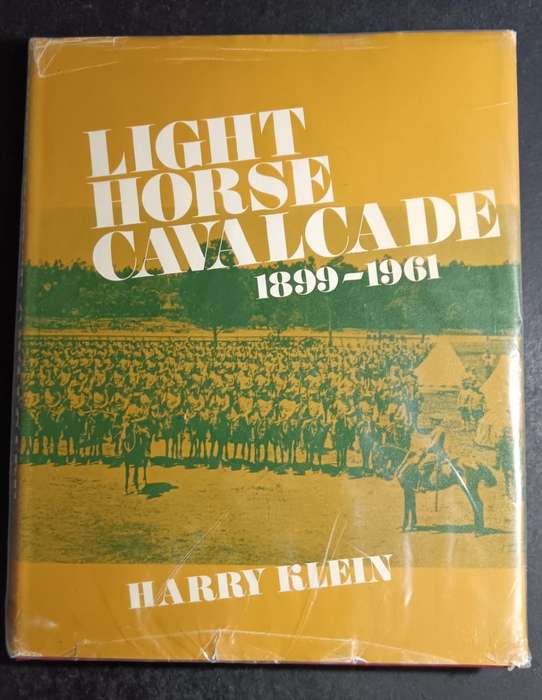 LIGHT
HORSE
CAVALCADE
1899-1961
HARRY KLEIN